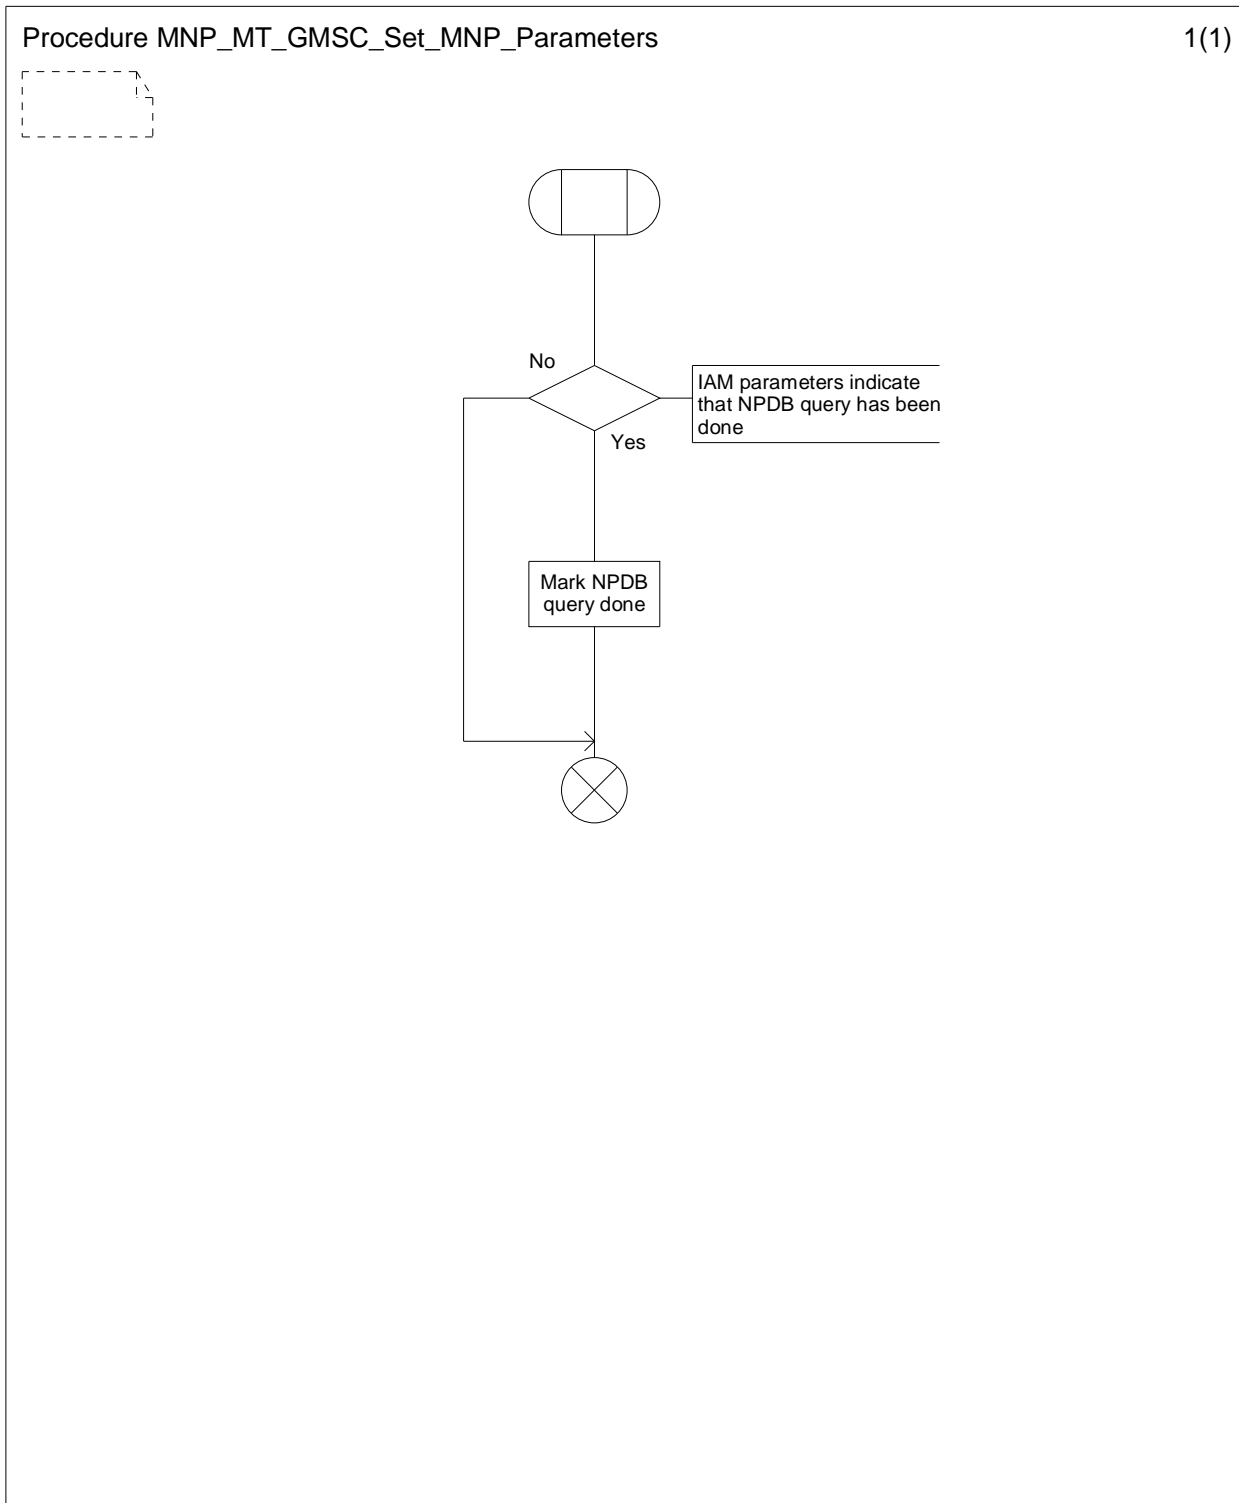 Procedure MNP_MT_GMSC_Set_MNP_Parameters 1(1)
No
IAM parameters indicate
that NPDB query has been
done
Yes
Mark NPDB
query done